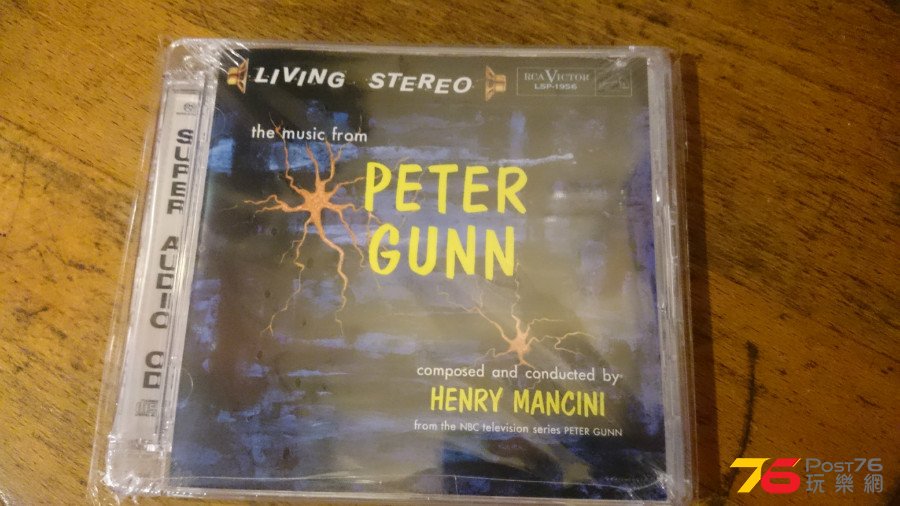 LIVING STEREO
RCA VICTOR
LSP-1956
the music from
PETER
GUNN
composed and conducted by
HENRY MANCINI
from the NBC television series PETER GUNN
SUPER AUDIO CD
76 Post76
玩樂網